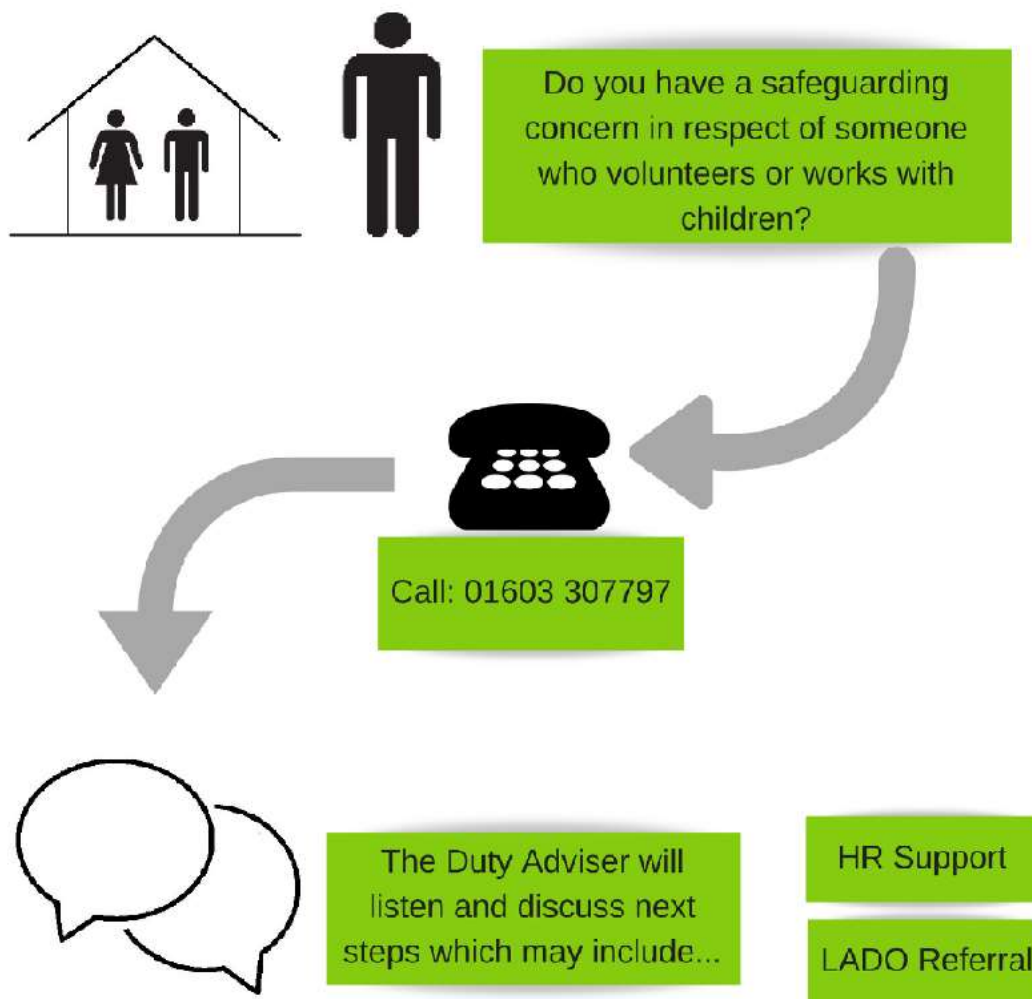 Do you have a safeguarding
concern in respect of someone
who volunteers or works with
children?
Call: 01603 307797
The Duty Adviser will
listen and discuss next
steps which may include...
HR Support
LADO Referral